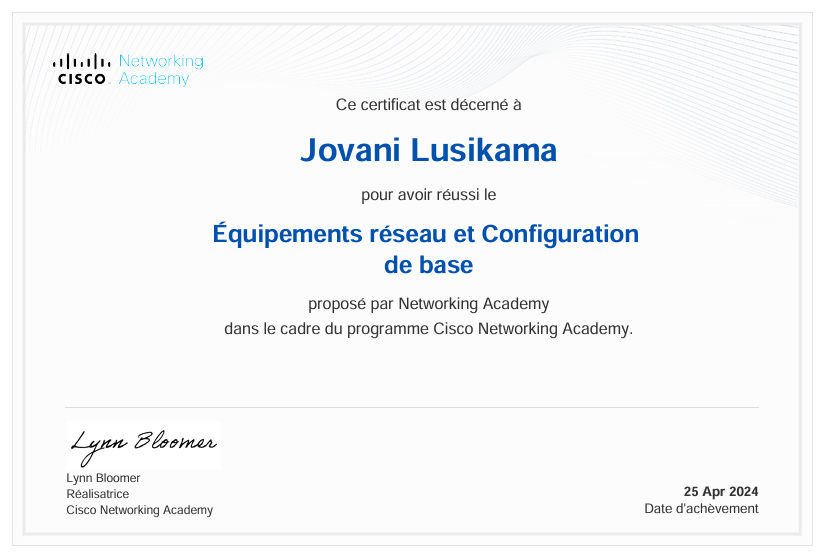 Networking
CISCO Academy
Ce certificat est décerné à
Jovani Lusikama
pour avoir réussi le
Équipements réseau et Configuration
de base
proposé par Networking Academy
dans le cadre du programme Cisco Networking Academy.
Lynn Bloomer
Lynn Bloomer
Réalisatrice
Cisco Networking Academy
25 Apr 2024
Date d'achèvement